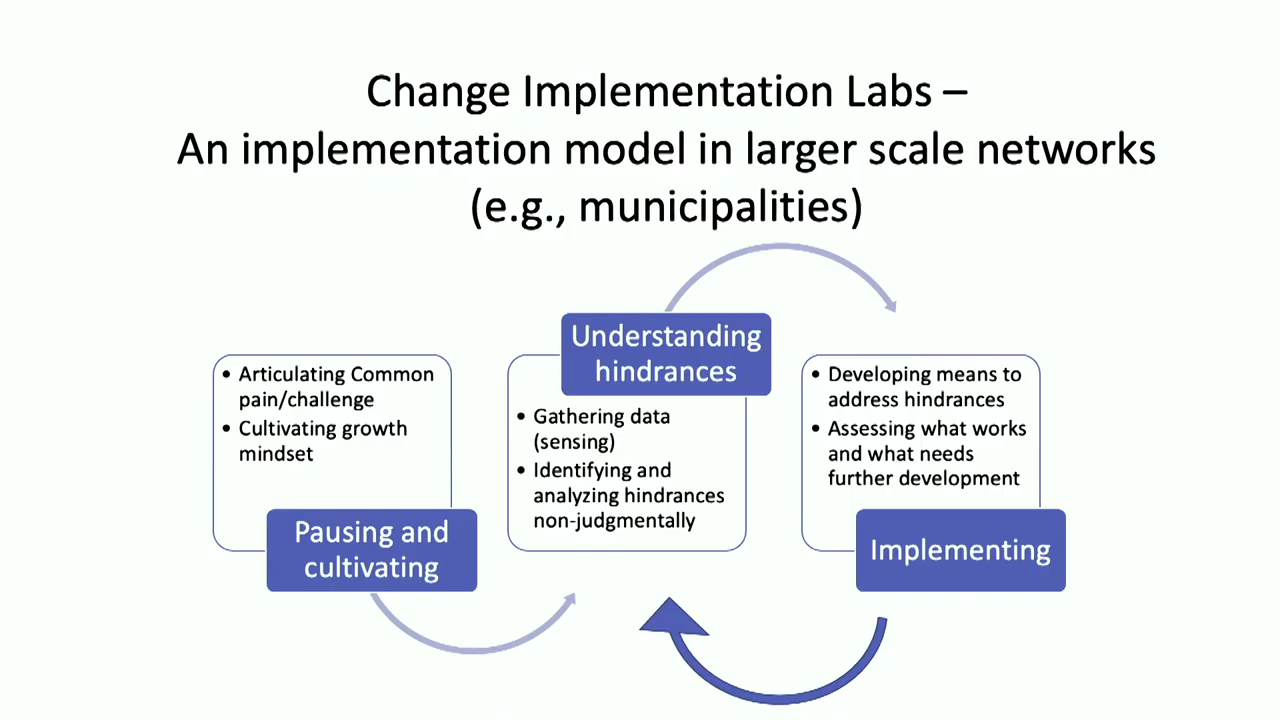 Change Implementation Labs –
An implementation model in larger scale networks
(e.g., municipalities)
• Articulating Common
pain/challenge
• Cultivating growth
mindset
Pausing and
cultivating
Understanding
hindrances
• Gathering data
(sensing)
• Identifying and
analyzing hindrances
non-judgmentally
• Developing means to
address hindrances
• Assessing what works
and what needs
further development
Implementing